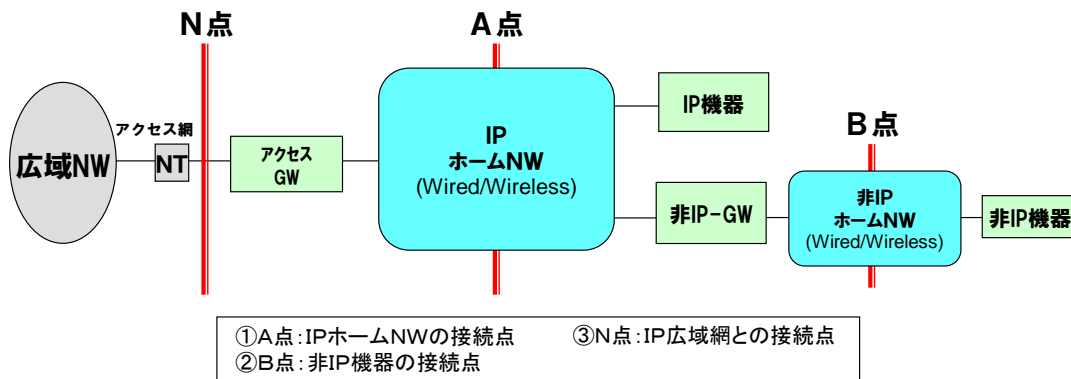 N点
A点
B点
広域NW
アクセス網
NT
アクセス
GW
IP
ホームNW
(Wired/Wireless)
IP機器
非IP-GW
非IP
ホームNW
(Wired/Wireless)
非IP機器
①A点:IPホームNWの接続点 ③N点:IP広域網との接続点
②B点:非IP機器の接続点